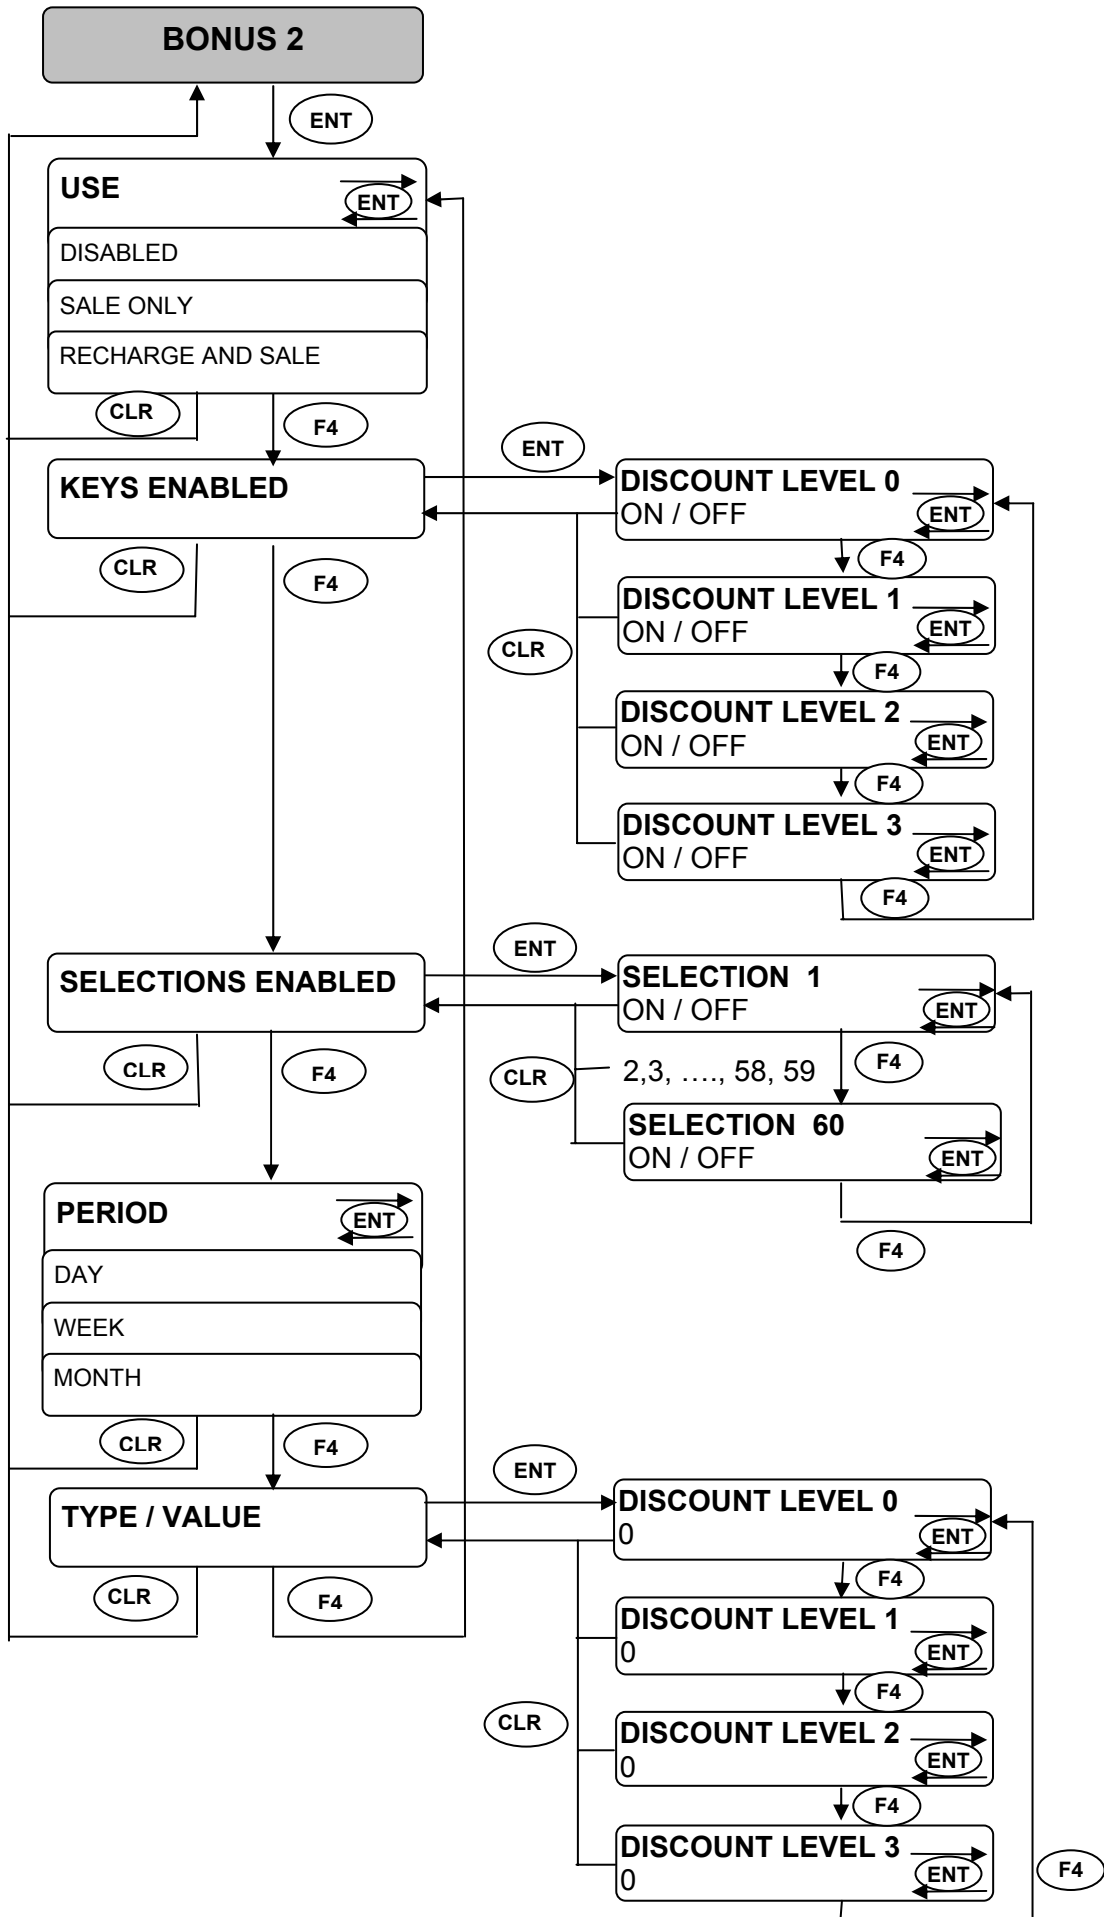 BONUS 2
ENT
USE
ENT
DISABLED
SALE ONLY
RECHARGE AND SALE
CLR
F4
KEYS ENABLED
ENT
DISCOUNT LEVEL 0
ON / OFF
ENT
F4
CLR
F4
DISCOUNT LEVEL 1
ON / OFF
ENT
CLR
F4
DISCOUNT LEVEL 2
ON / OFF
ENT
F4
DISCOUNT LEVEL 3
ON / OFF
ENT
F4
SELECTIONS ENABLED
ENT
SELECTION 1
ON / OFF
ENT
CLR
F4
CLR
2,3, …., 58, 59
F4
SELECTION 60
ON / OFF
ENT
F4
PERIOD
ENT
DAY
WEEK
MONTH
CLR
F4
TYPE / VALUE
ENT
DISCOUNT LEVEL 0
0
ENT
F4
CLR
F4
DISCOUNT LEVEL 1
0
ENT
F4
CLR
DISCOUNT LEVEL 2
0
ENT
F4
DISCOUNT LEVEL 3
0
ENT
F4